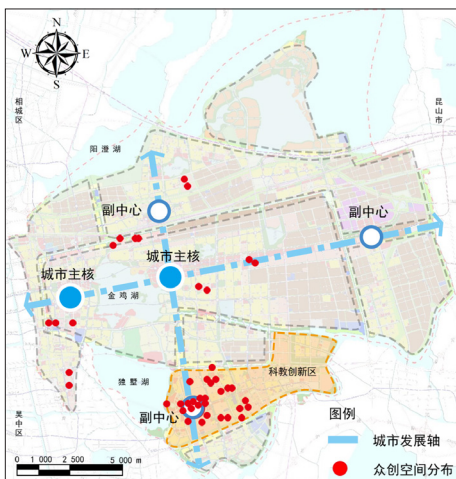 N
W E
S
相城区
昆山市
阳澄湖
副中心
副中心
城市主核
城市主核
金鸡湖
科教创新区
独墅湖
副中心
吴中区
图例
城市发展轴
众创空间分布
0 1 000 2 500 5 000 m